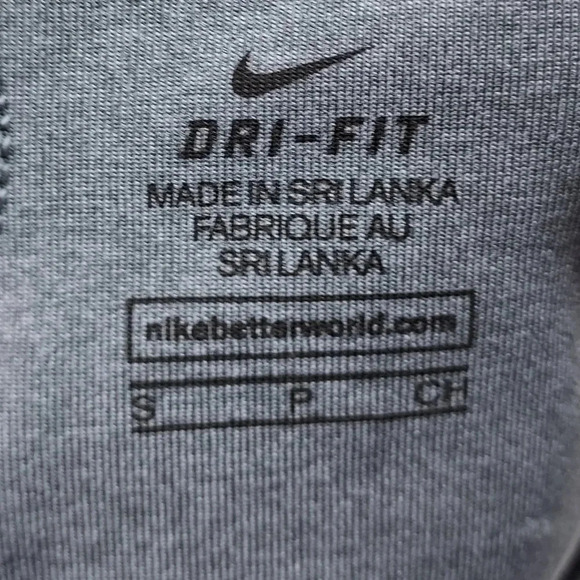 DRI-FIT
MADE IN SRI LANKA
FABRIQUE AU
SRI LANKA
nikebetterworld.com
S P CH